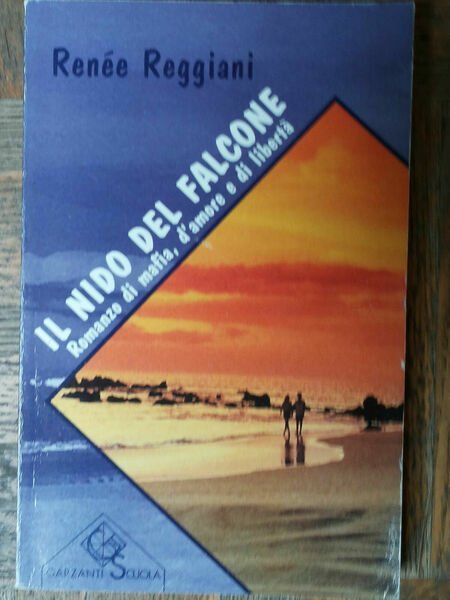 Renée Reggiani
IL NIDO DEL FALCONE
Romanzo di mafia, d'amore e di libertà
GARZANTI SCUOLA